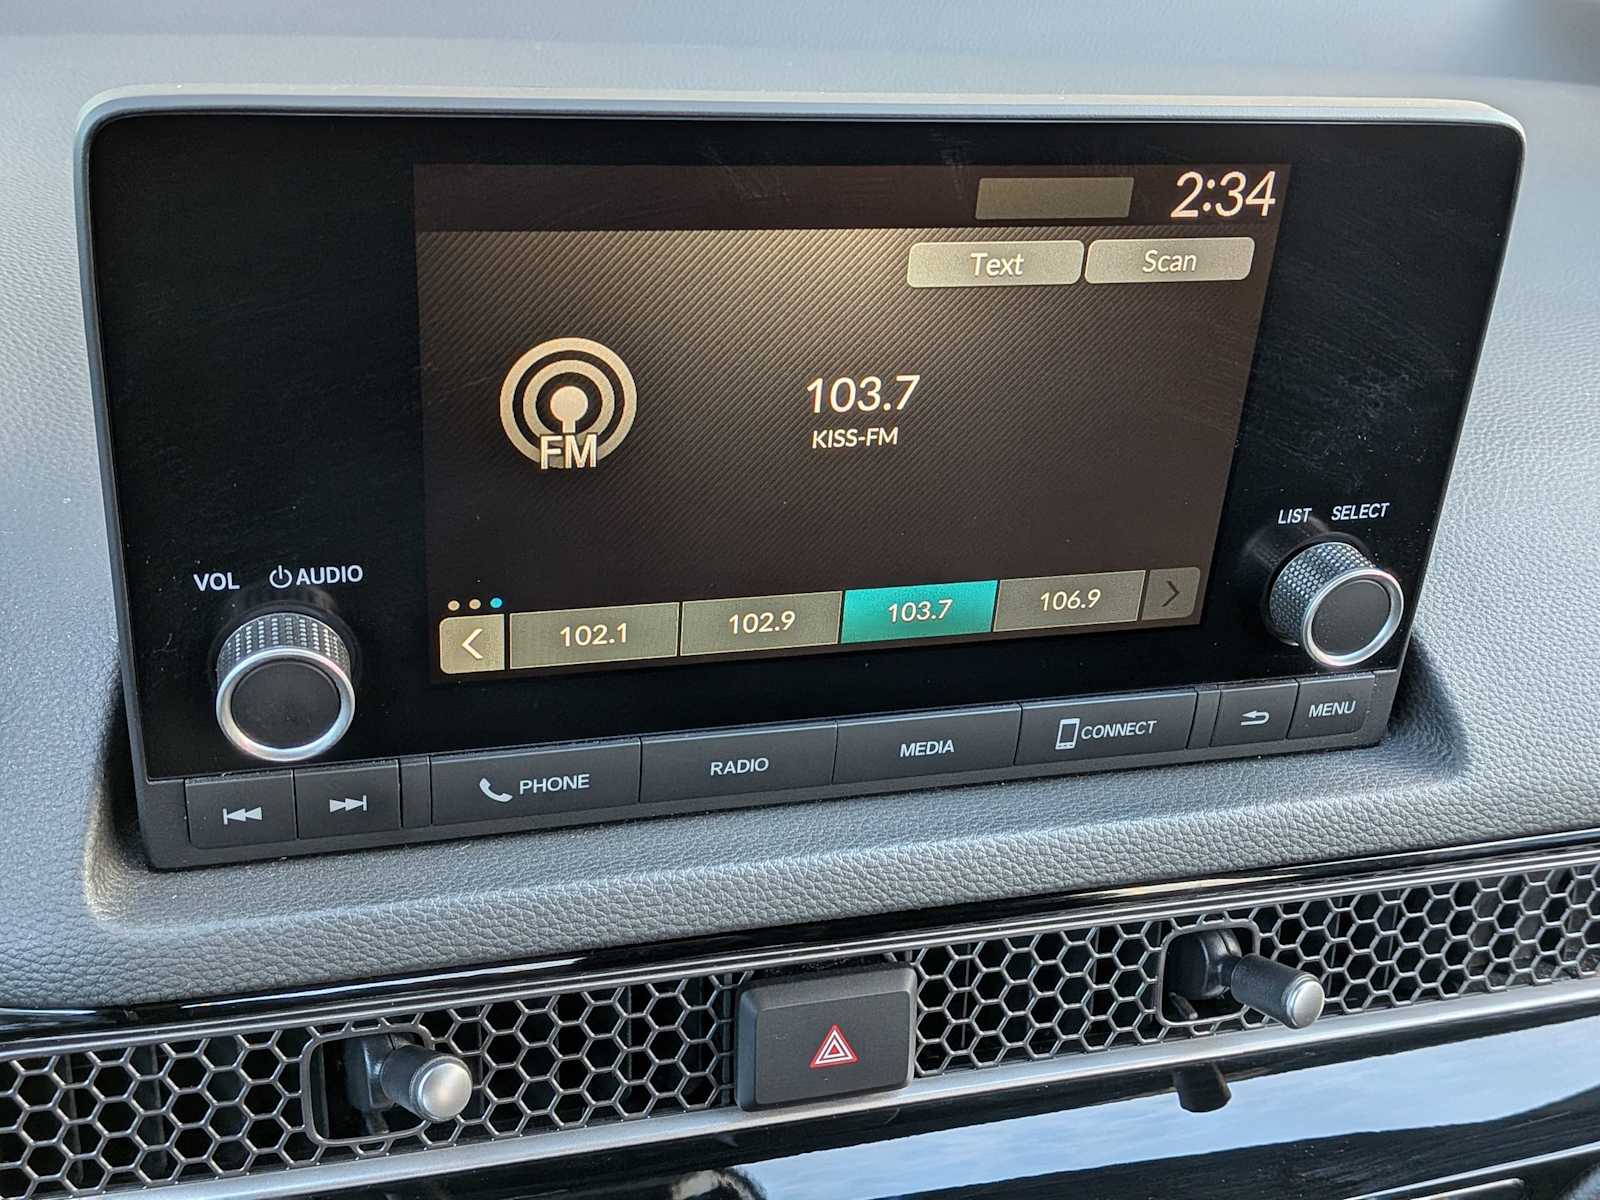 2:34
Text Scan
103.7
KISS-FM
FM
LIST SELECT
VOL AUDIO
102.1 102.9 103.7 106.9
PHONE RADIO MEDIA CONNECT MENU